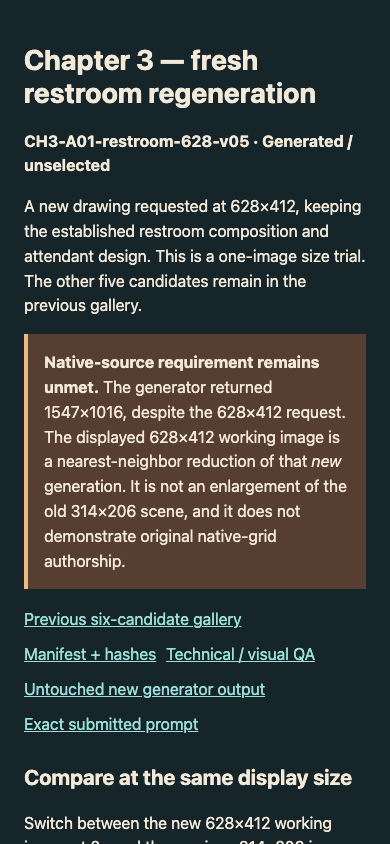 Chapter 3 — fresh
restroom regeneration
CH3-A01-restroom-628-v05 · Generated /
unselected
A new drawing requested at 628×412, keeping
the established restroom composition and
attendant design. This is a one-image size trial.
The other five candidates remain in the
previous gallery.
Native-source requirement remains
unmet. The generator returned
1547×1016, despite the 628×412 request.
The displayed 628×412 working image is
a nearest-neighbor reduction of that new
generation. It is not an enlargement of the
old 314×206 scene, and it does not
demonstrate original native-grid
authorship.
Previous six-candidate gallery
Manifest + hashes Technical / visual QA
Untouched new generator output
Exact submitted prompt
Compare at the same display size
Switch between the new 628×412 working